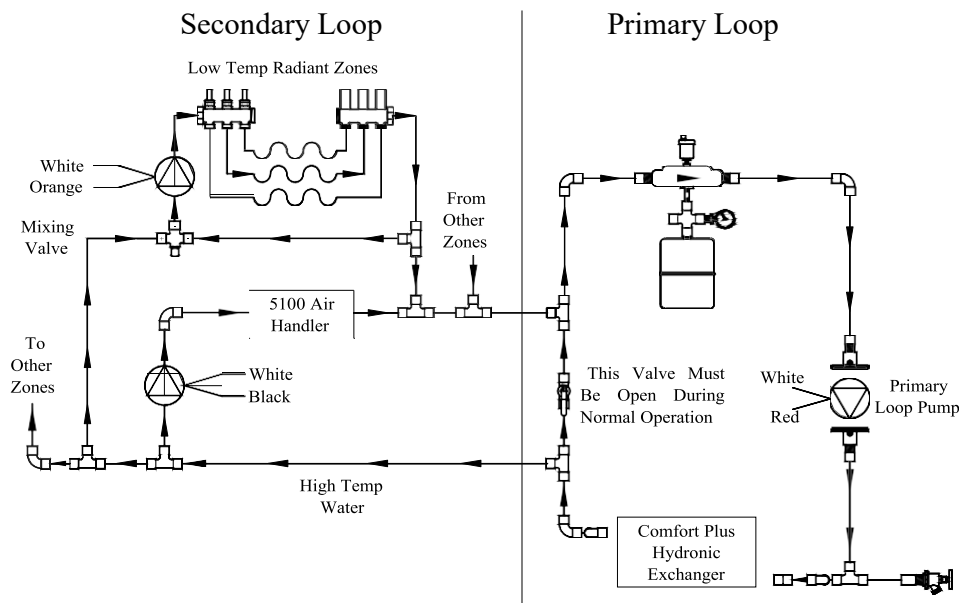 Secondary Loop
Primary Loop
Low Temp Radiant Zones
White
Orange
Mixing
Valve
From
Other
Zones
5100 Air
Handler
To
Other
Zones
White
Black
This Valve Must
Be Open During
Normal Operation
White
Red
Primary
Loop Pump
High Temp
Water
Comfort Plus
Hydronic
Exchanger